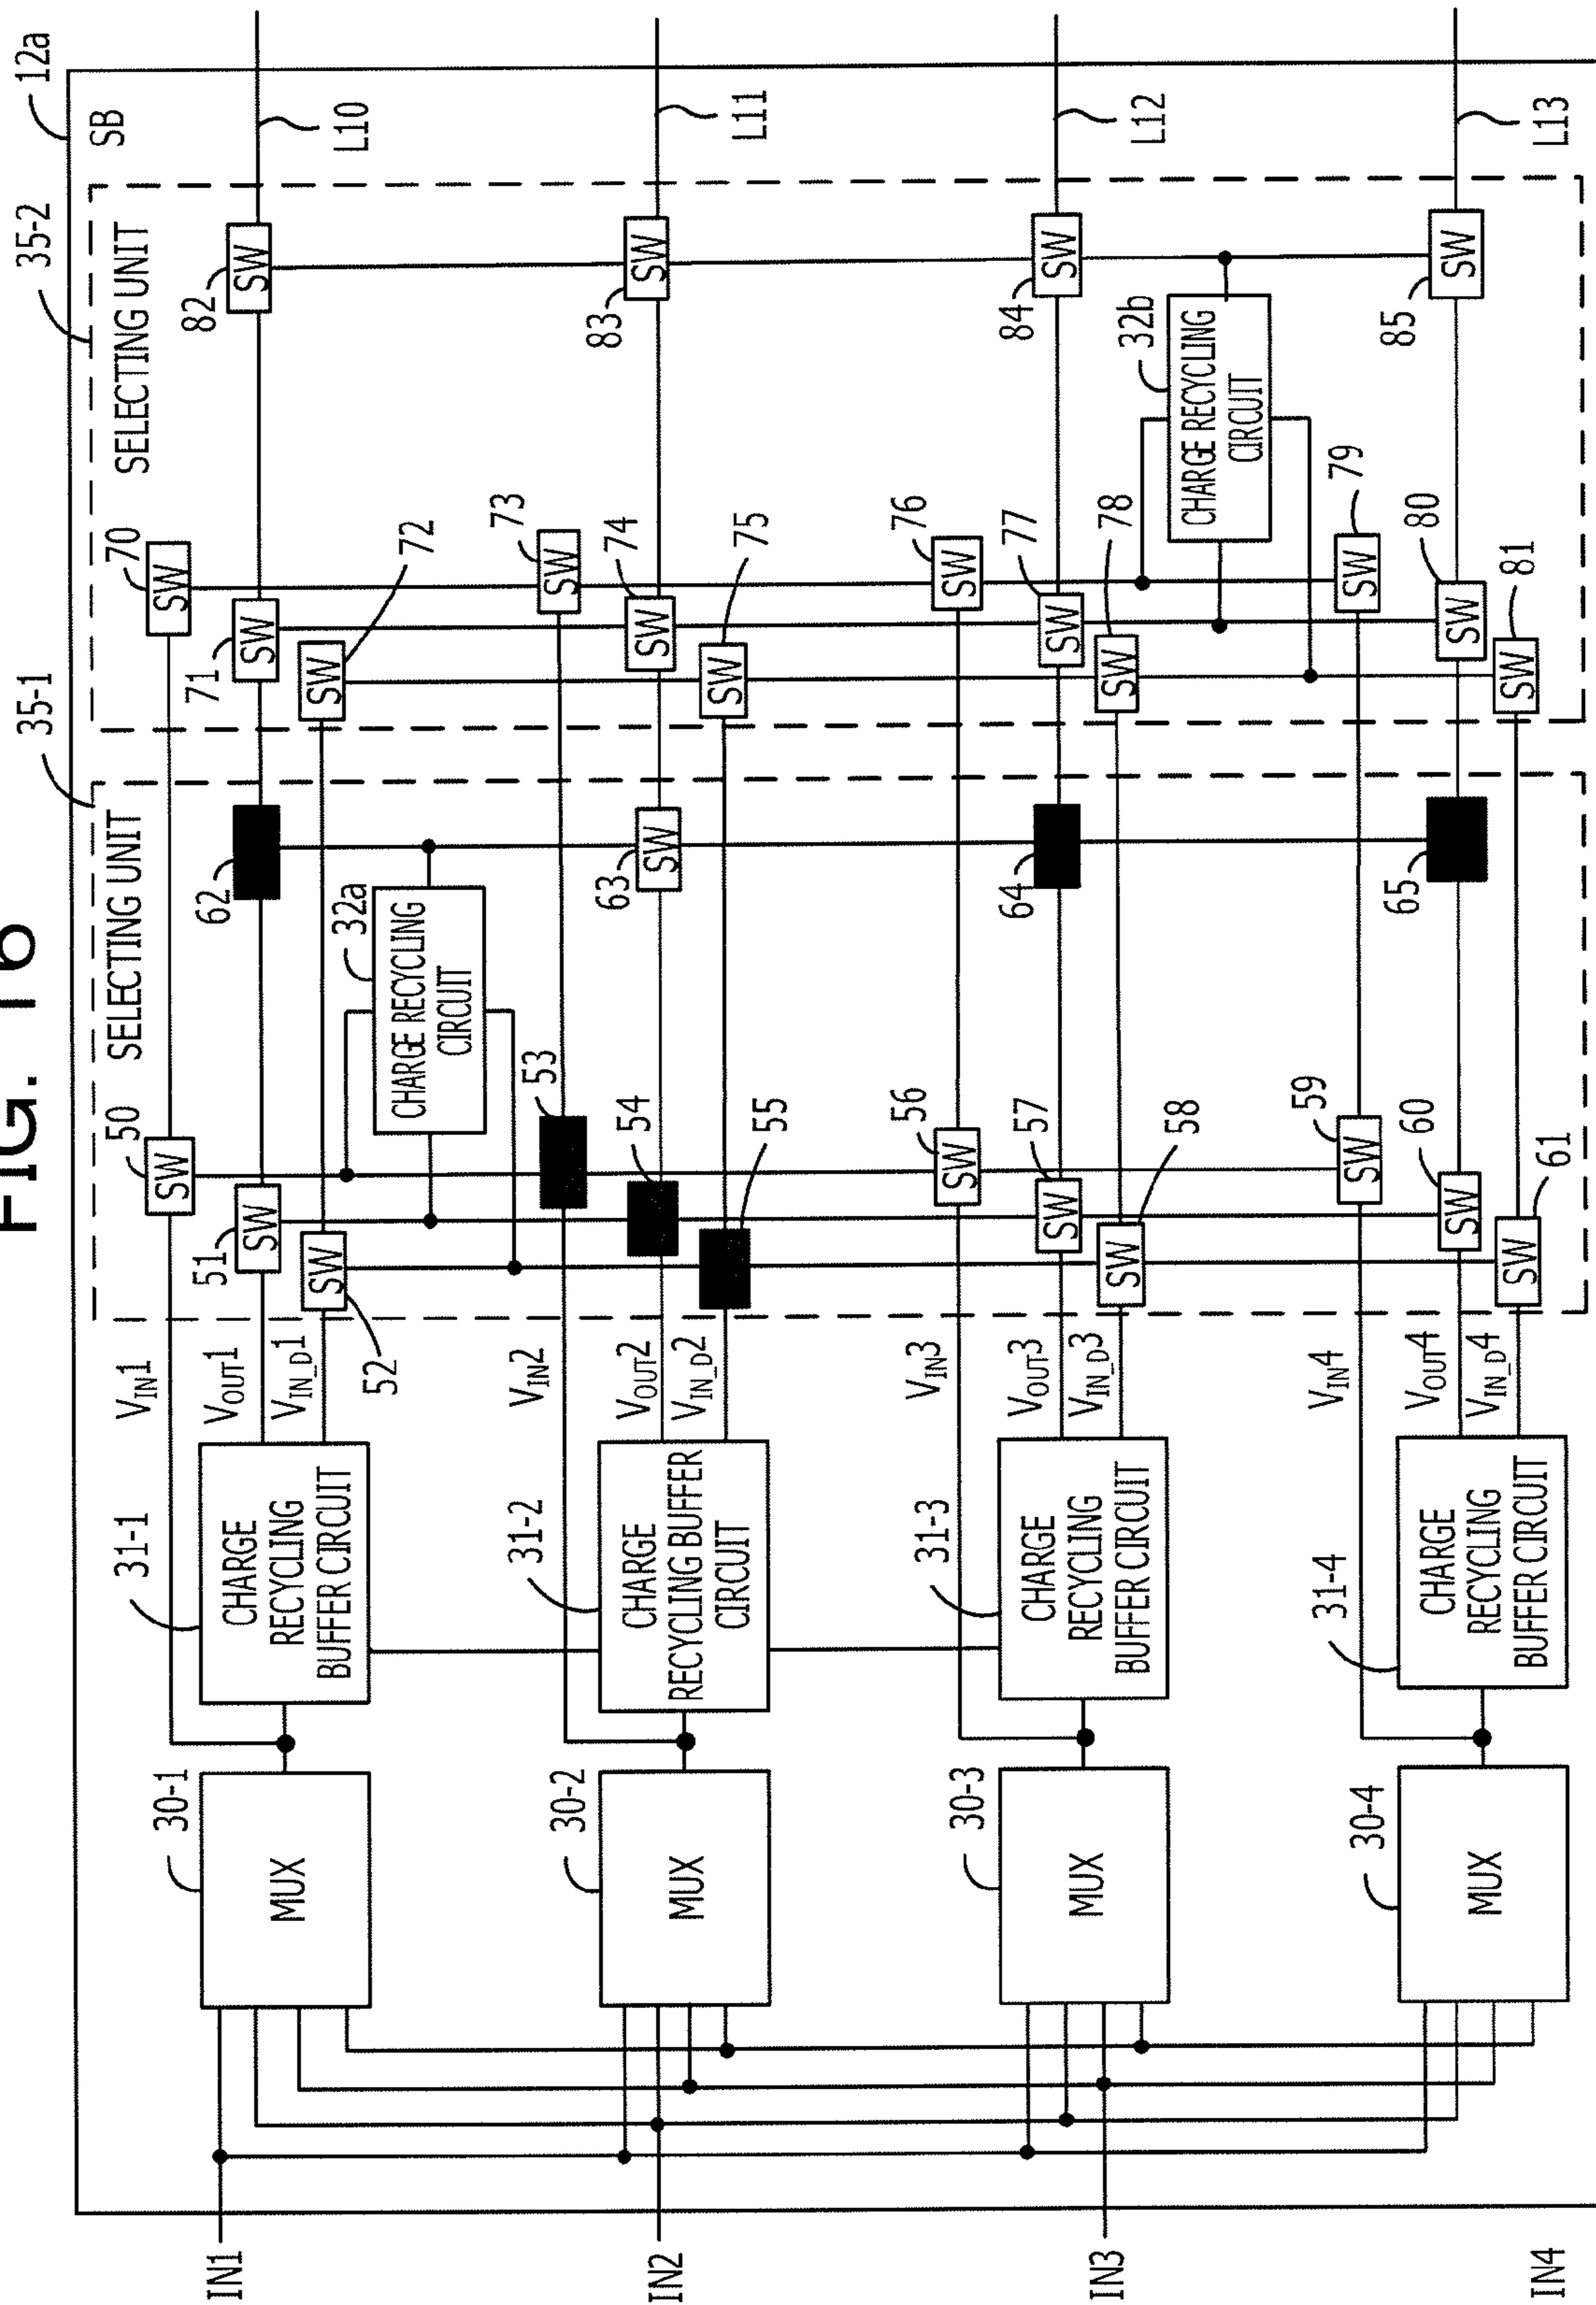 FIG. 16
12a
SB
35-2
SELECTING UNIT
35-1
SELECTING UNIT
L10
L11
L12
L13
82
SW
83
SW
84
SW
85
SW
32b
CHARGE RECYCLING
CIRCUIT
70
SW
71
SW
72
SW
73
SW
74
SW
75
SW
76
SW
77
SW
78
SW
79
SW
80
SW
81
SW
62
63
SW
64
65
32a
CHARGE RECYCLING
CIRCUIT
50
SW
51
SW
52
SW
53
54
55
56
SW
57
SW
58
SW
59
SW
60
SW
61
SW
VIN1
VOUT1
VIN_D1
VIN2
VOUT2
VIN_D2
VIN3
VOUT3
VIN_D3
VIN4
VOUT4
VIN_D4
31-1
CHARGE
RECYCLING
BUFFER CIRCUIT
31-2
CHARGE
RECYCLING BUFFER
CIRCUIT
31-3
CHARGE
RECYCLING
BUFFER CIRCUIT
31-4
CHARGE
RECYCLING
BUFFER CIRCUIT
30-1
MUX
30-2
MUX
30-3
MUX
30-4
MUX
IN1
IN2
IN3
IN4